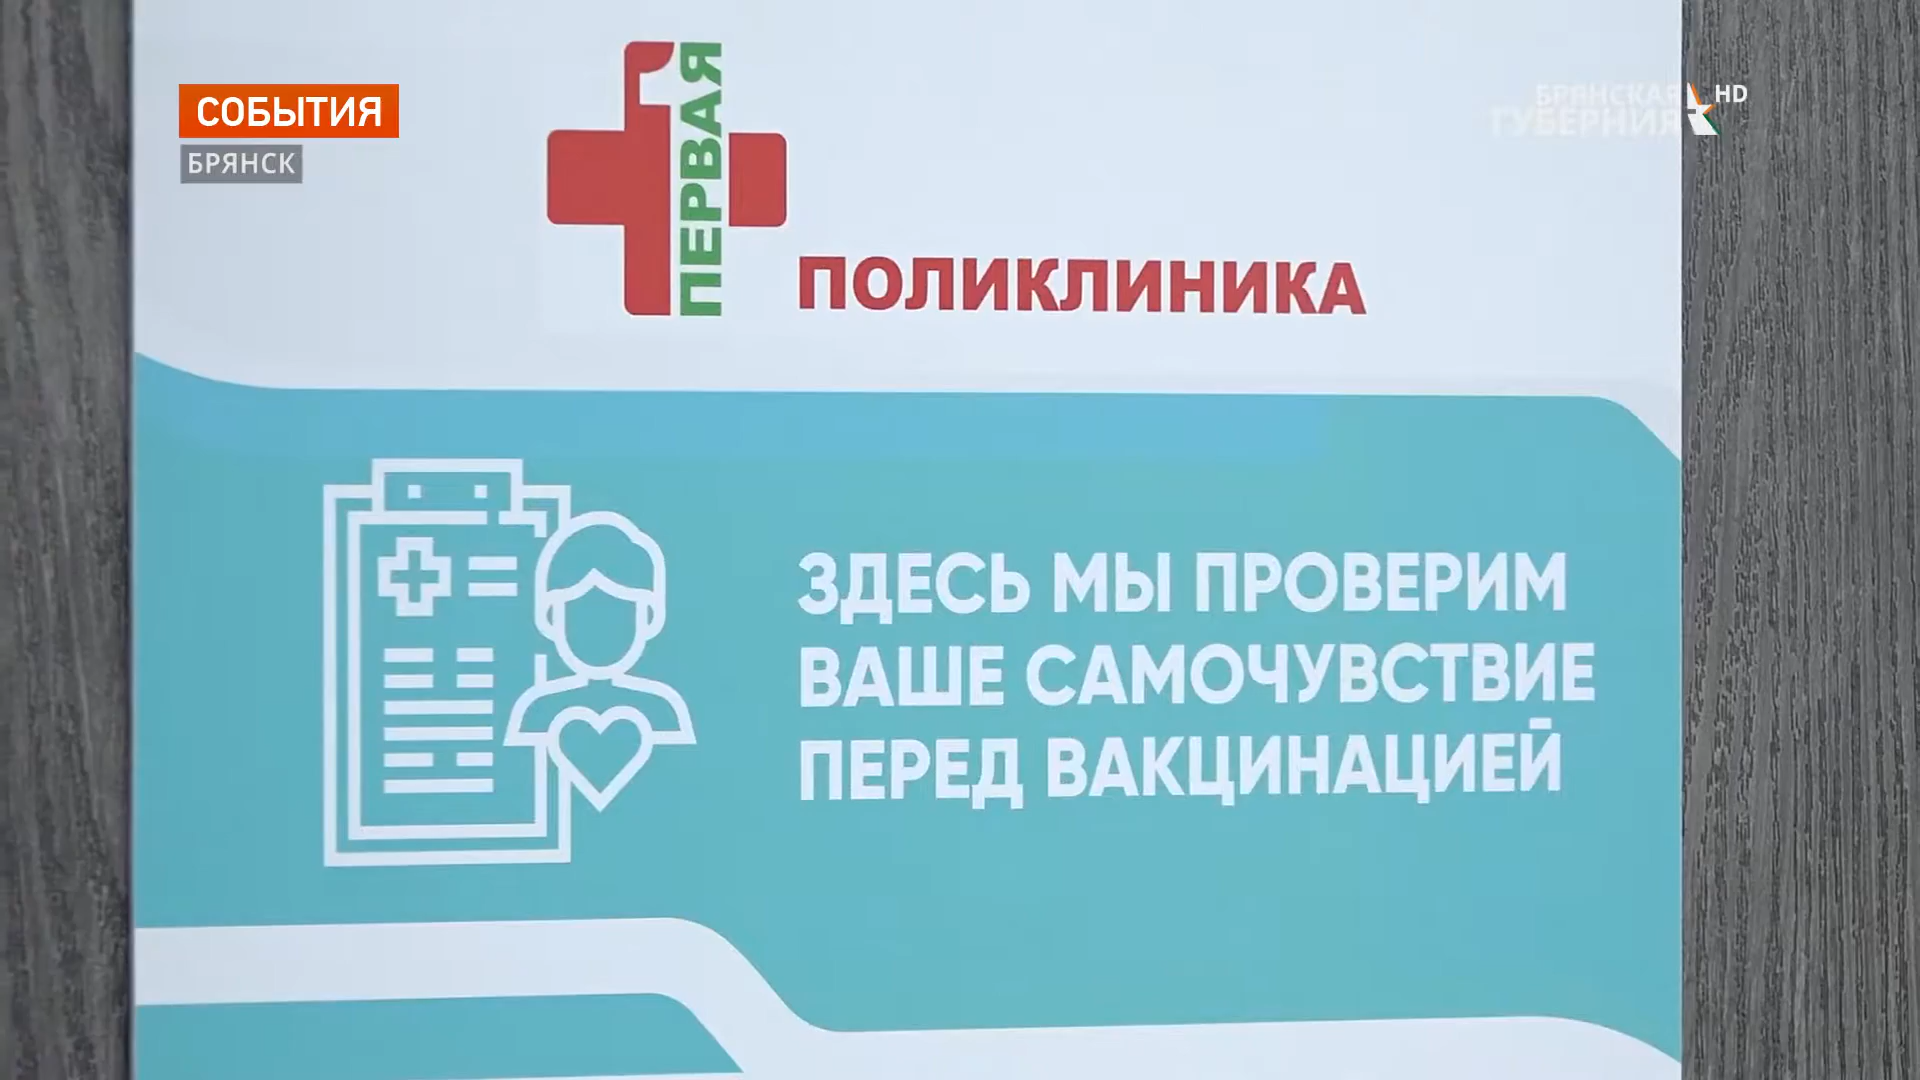 СОБЫТИЯ
БРЯНСК
БРЯНСКАЯ
ГУБЕРНИЯ
HD
ПЕРВАЯ
ПОЛИКЛИНИКА
ЗДЕСЬ МЫ ПРОВЕРИМ
ВАШЕ САМОЧУВСТВИЕ
ПЕРЕД ВАКЦИНАЦИЕЙ